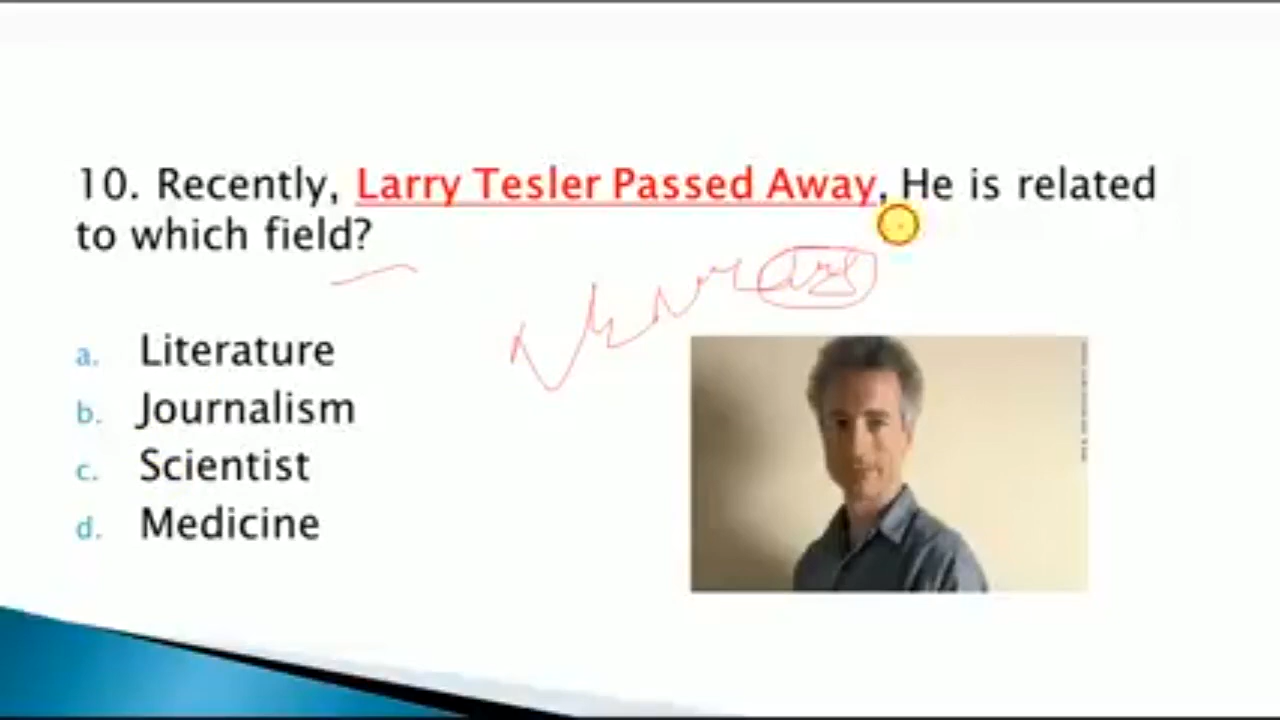 10. Recently, Larry Tesler Passed Away, He is related
to which field?
a. Literature
b. Journalism
c. Scientist
d. Medicine